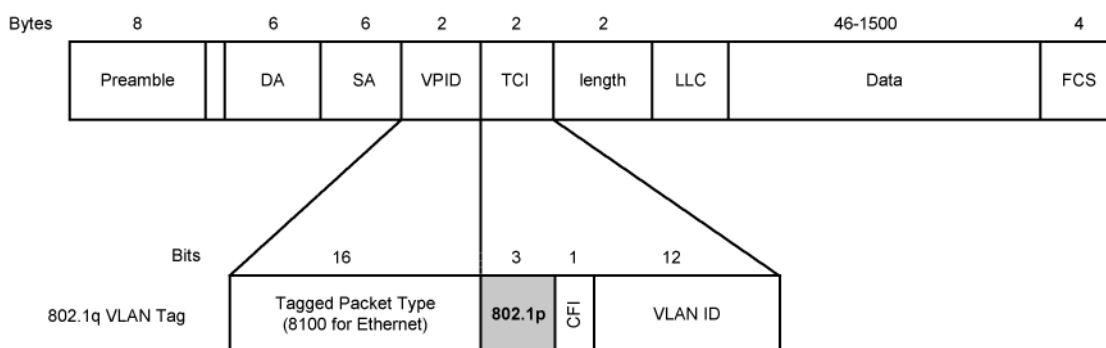 Bytes 8 6 6 2 2 2 46-1500 4
Preamble DA SA VPID TCI length LLC Data FCS
Bits 16 3 1 12
802.1q VLAN Tag
Tagged Packet Type
(8100 for Ethernet)
802.1p
CFI
VLAN ID